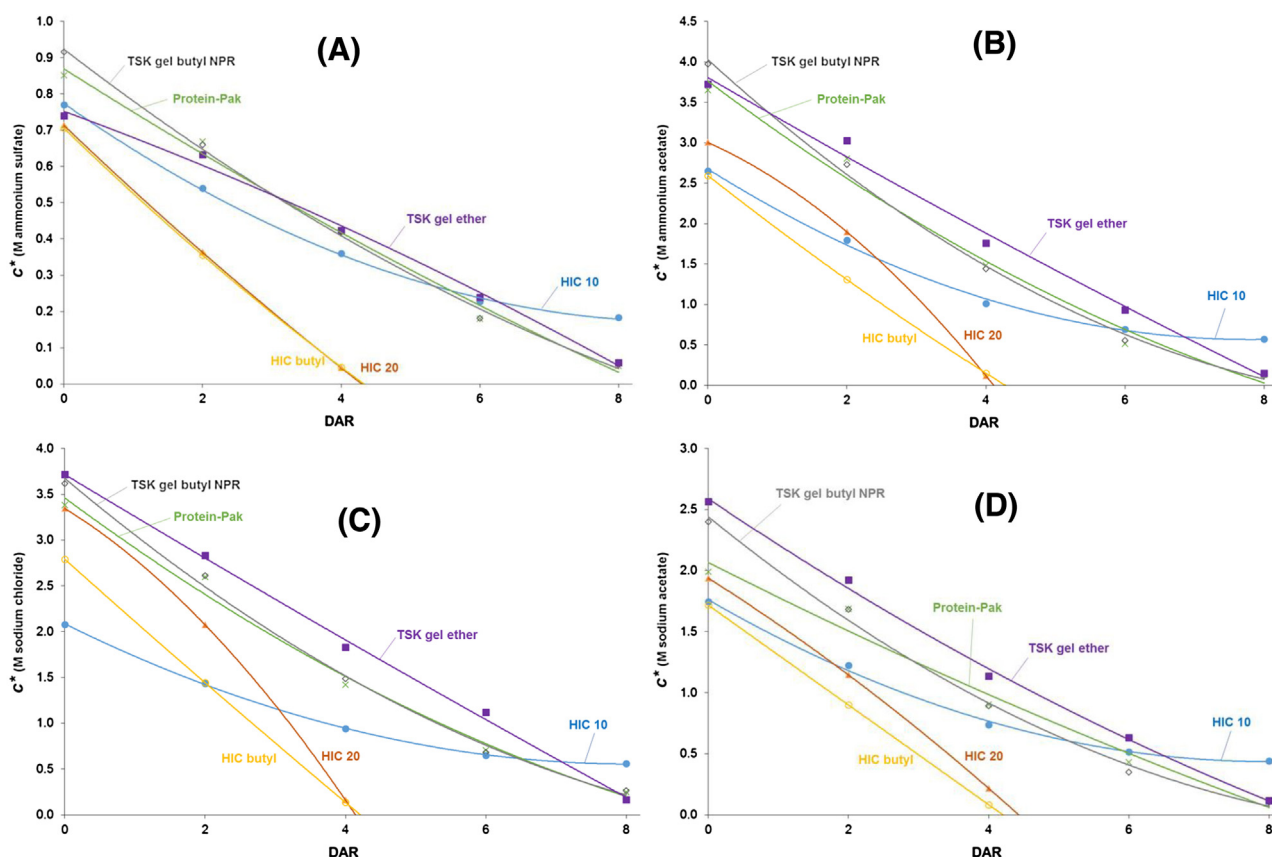 (A)
1.0
0.9
0.8
0.7
0.6
0.5
0.4
0.3
0.2
0.1
0.0
c* (M ammonium sulfate)
TSK gel butyl NPR
Protein-Pak
TSK gel ether
HIC 10
HIC butyl
HIC 20
0 2 4 6 8
DAR
(B)
4.5
4.0
3.5
3.0
2.5
2.0
1.5
1.0
0.5
0.0
c* (M ammonium acetate)
TSK gel butyl NPR
Protein-Pak
TSK gel ether
HIC 10
HIC 20
HIC butyl
0 2 4 6 8
DAR
(C)
4.0
3.5
3.0
2.5
2.0
1.5
1.0
0.5
0.0
c* (M sodium chloride)
TSK gel butyl NPR
Protein-Pak
TSK gel ether
HIC 10
HIC 20
HIC butyl
0 2 4 6 8
DAR
(D)
3.0
2.5
2.0
1.5
1.0
0.5
0.0
c* (M sodium acetate)
TSK gel butyl NPR
Protein-Pak
TSK gel ether
HIC 10
HIC 20
HIC butyl
0 2 4 6 8
DAR